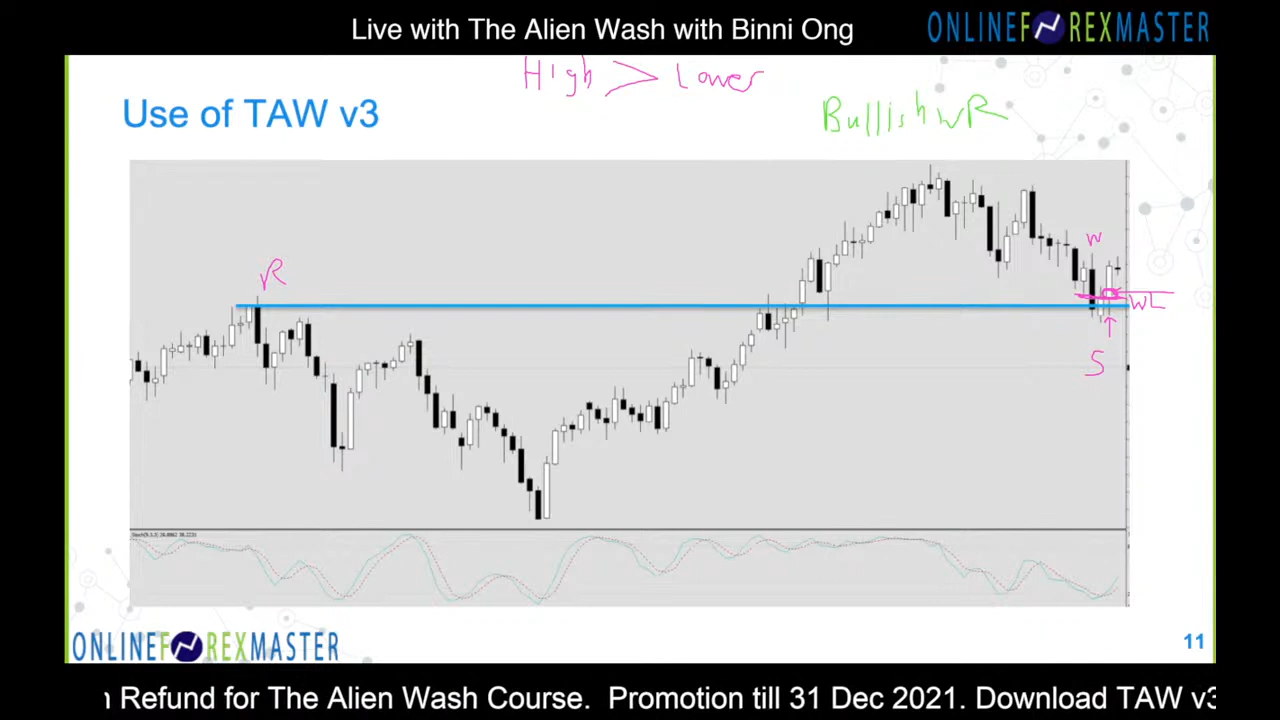 Live with The Alien Wash with Binni Ong
ONLINEFOREXMASTER
High > Lower
Use of TAW v3
Bullish WR
R
W
WL
S
ONLINEFOREXMASTER
11
n Refund for The Alien Wash Course. Promotion till 31 Dec 2021. Download TAW v3